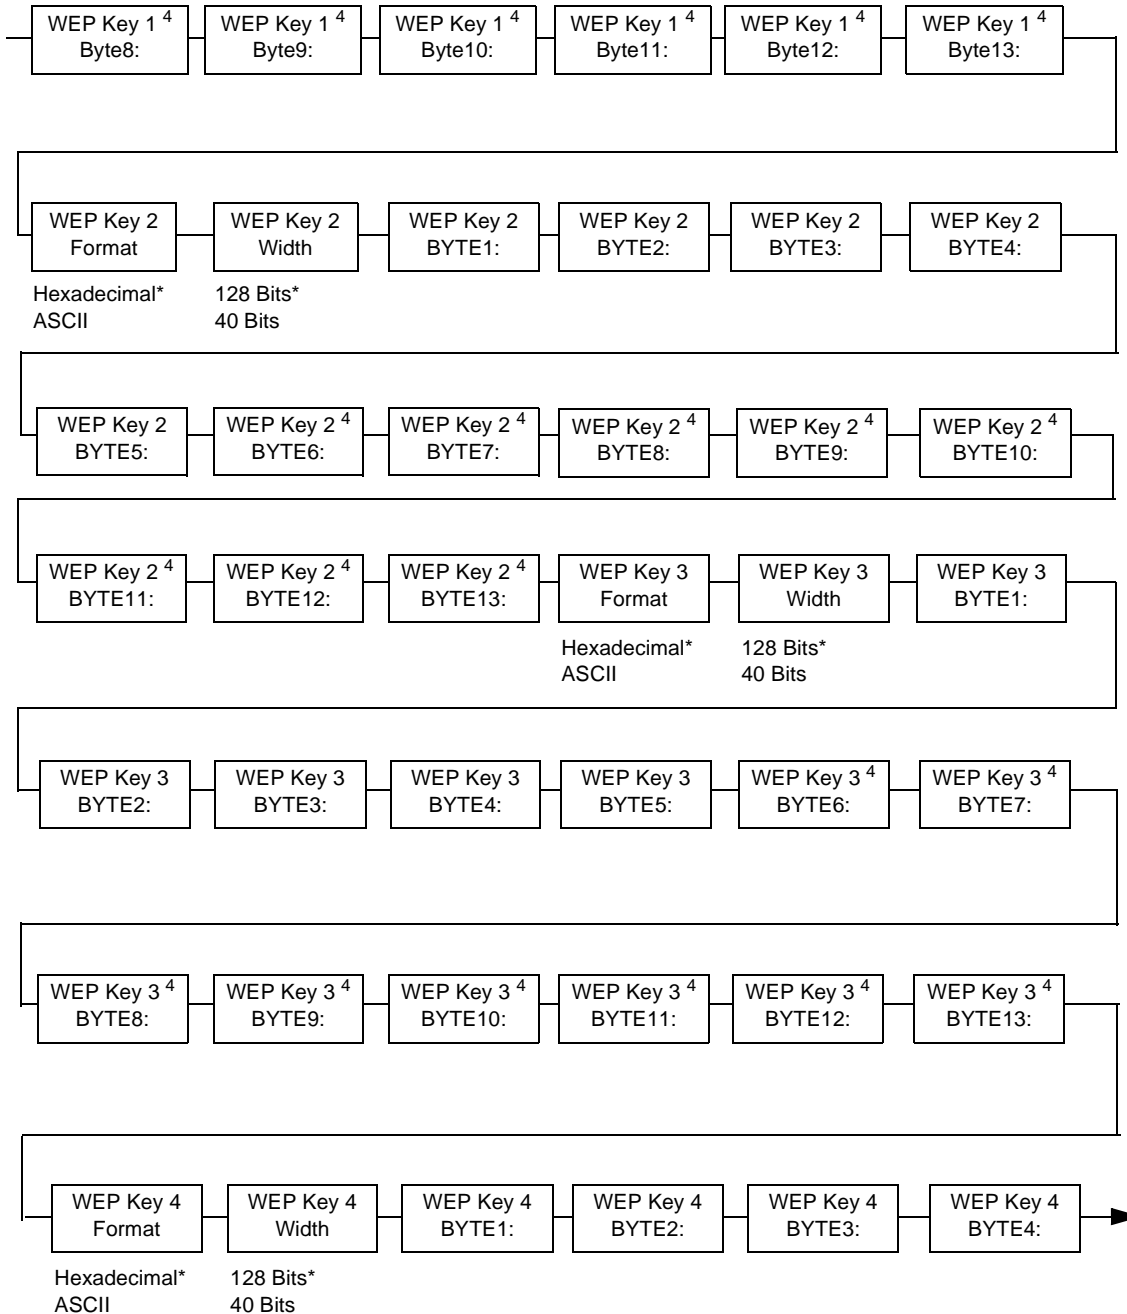 WEP Key 1 4
Byte8:
WEP Key 1 4
Byte9:
WEP Key 1 4
Byte10:
WEP Key 1 4
Byte11:
WEP Key 1 4
Byte12:
WEP Key 1 4
Byte13:
WEP Key 2
Format
Hexadecimal*
ASCII
WEP Key 2
Width
128 Bits*
40 Bits
WEP Key 2
BYTE1:
WEP Key 2
BYTE2:
WEP Key 2
BYTE3:
WEP Key 2
BYTE4:
WEP Key 2
BYTE5:
WEP Key 2 4
BYTE6:
WEP Key 2 4
BYTE7:
WEP Key 2 4
BYTE8:
WEP Key 2 4
BYTE9:
WEP Key 2 4
BYTE10:
WEP Key 2 4
BYTE11:
WEP Key 2 4
BYTE12:
WEP Key 2 4
BYTE13:
WEP Key 3
Format
Hexadecimal*
ASCII
WEP Key 3
Width
128 Bits*
40 Bits
WEP Key 3
BYTE1:
WEP Key 3
BYTE2:
WEP Key 3
BYTE3:
WEP Key 3
BYTE4:
WEP Key 3
BYTE5:
WEP Key 3 4
BYTE6:
WEP Key 3 4
BYTE7:
WEP Key 3 4
BYTE8:
WEP Key 3 4
BYTE9:
WEP Key 3 4
BYTE10:
WEP Key 3 4
BYTE11:
WEP Key 3 4
BYTE12:
WEP Key 3 4
BYTE13:
WEP Key 4
Format
Hexadecimal*
ASCII
WEP Key 4
Width
128 Bits*
40 Bits
WEP Key 4
BYTE1:
WEP Key 4
BYTE2:
WEP Key 4
BYTE3:
WEP Key 4
BYTE4: